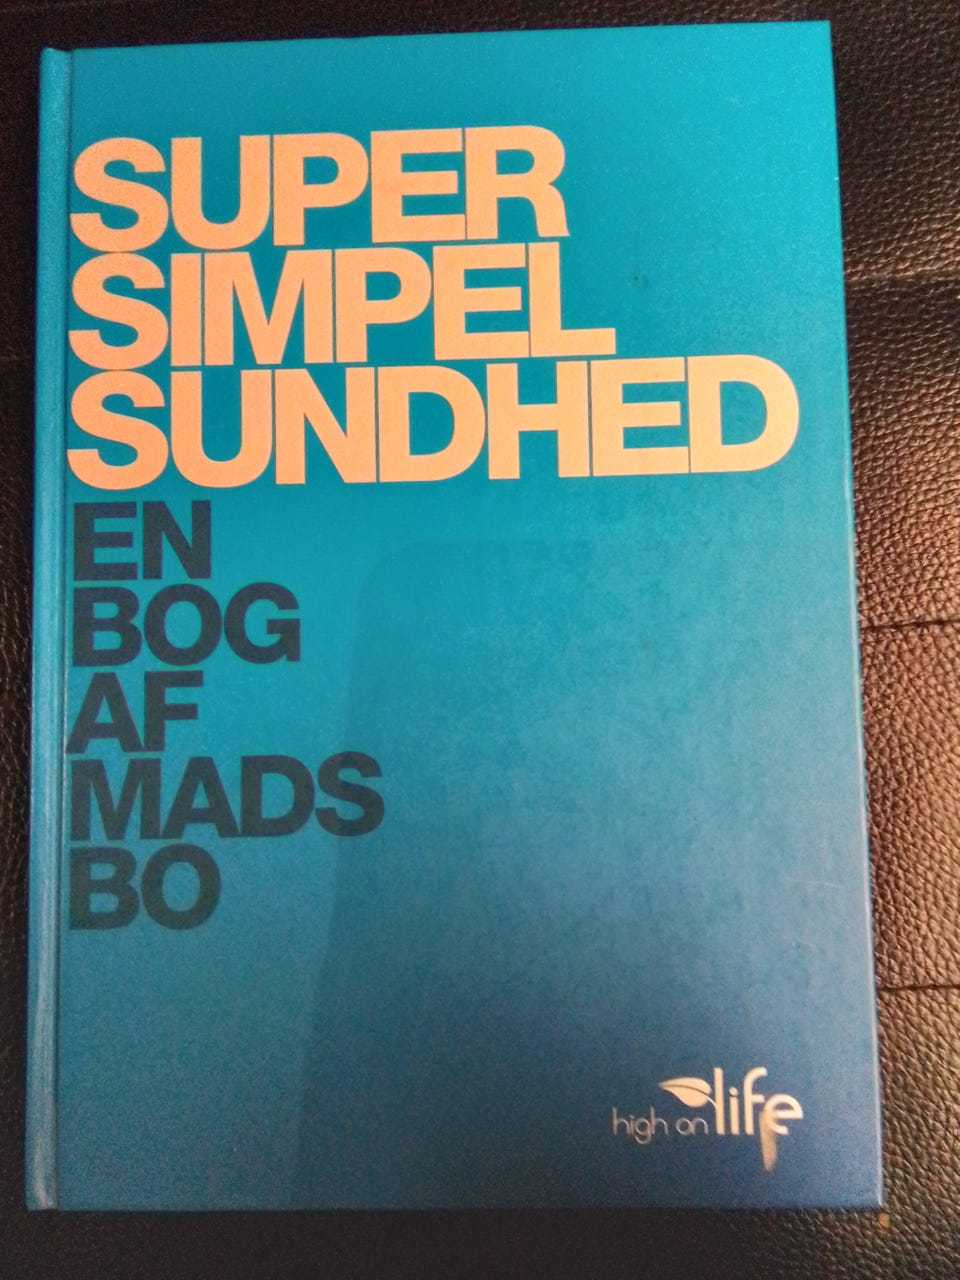 SUPER
SIMPEL
SUNDHED
EN
BOG
AF
MADS
BO
high on life